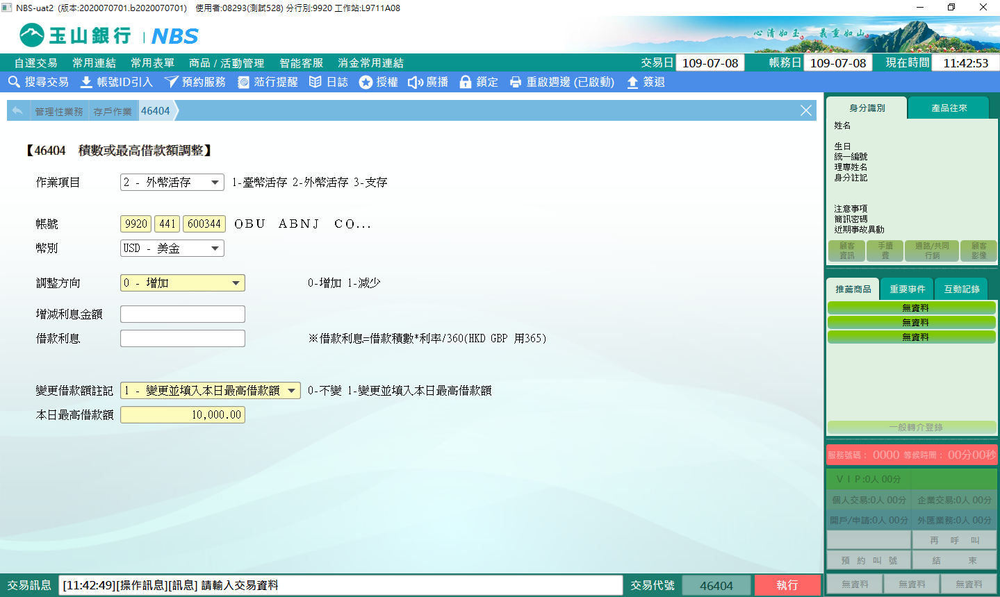 NBS-uat2 (版本:2020070701.b2020070701) 使用者:08293(測試528) 分行別:9920 工作站:L9711A08
玉山銀行 | NBS
心清如玉。 義重如山。
自選交易 常用連結 常用表單 商品 / 活動管理 智能客服 消金常用連結 交易日 109-07-08 帳務日 109-07-08 現在時間 11:42:53
搜尋交易 帳號ID引入 預約服務 蒞行提醒 日誌 授權 廣播 鎖定 重啟週邊 (已啟動) 簽退
管理性業務 存戶作業 46404
【46404 積數或最高借款額調整】
作業項目 2 - 外幣活存 1-臺幣活存 2-外幣活存 3-支存
帳號 9920 441 600344 ＯＢＵ ＡＢＮＪ ＣＯ...
幣別 USD - 美金
調整方向 0 - 增加 0-增加 1-減少
增減利息金額
借款利息 ※借款利息=借款積數*利率/360(HKD GBP 用365)
變更借款額註記 1 - 變更並填入本日最高借款額 0-不變 1-變更並填入本日最高借款額
本日最高借款額 10,000.00
交易訊息 [11:42:49][操作訊息][訊息] 請輸入交易資料 交易代號 46404 執行
身分識別 產品往來
姓名
生日
統一編號
理專姓名
身分註記
注意事項
簡訊密碼
近期事故異動
顧客資訊 手續費 通路/共同行銷 顧客影像
推薦商品 重要事件 互動記錄
無資料
無資料
無資料
一般轉介登錄
服務號碼： 0000 等候時間： 00分00秒
ＶＩＰ:0人 00分
個人交易:0人 00分 企業交易:0人 00分
開戶/申請:0人 00分 外匯業務:0人 00分
再 呼 叫
預 約 叫 號 結 束
無資料 無資料 無資料